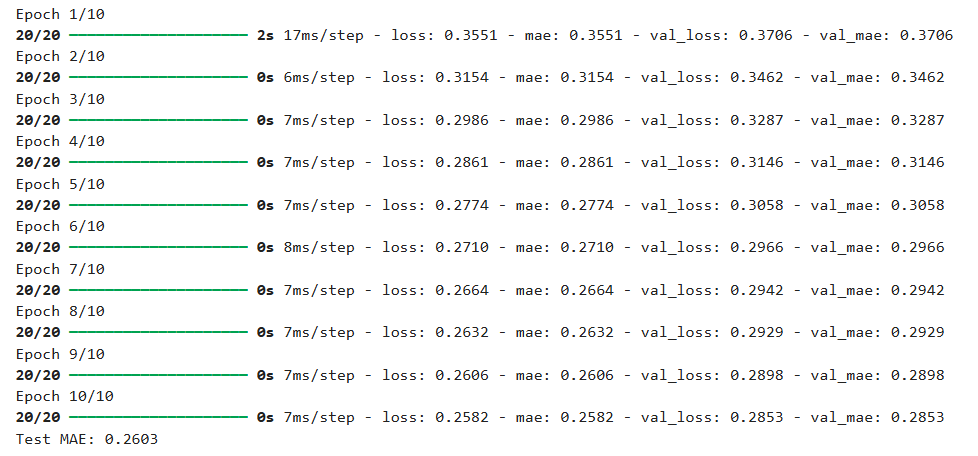 Epoch 1/10
20/20 ━━━━━━━━━━━━━━━━━━━━ 2s 17ms/step - loss: 0.3551 - mae: 0.3551 - val_loss: 0.3706 - val_mae: 0.3706
Epoch 2/10
20/20 ━━━━━━━━━━━━━━━━━━━━ 0s 6ms/step - loss: 0.3154 - mae: 0.3154 - val_loss: 0.3462 - val_mae: 0.3462
Epoch 3/10
20/20 ━━━━━━━━━━━━━━━━━━━━ 0s 7ms/step - loss: 0.2986 - mae: 0.2986 - val_loss: 0.3287 - val_mae: 0.3287
Epoch 4/10
20/20 ━━━━━━━━━━━━━━━━━━━━ 0s 7ms/step - loss: 0.2861 - mae: 0.2861 - val_loss: 0.3146 - val_mae: 0.3146
Epoch 5/10
20/20 ━━━━━━━━━━━━━━━━━━━━ 0s 7ms/step - loss: 0.2774 - mae: 0.2774 - val_loss: 0.3058 - val_mae: 0.3058
Epoch 6/10
20/20 ━━━━━━━━━━━━━━━━━━━━ 0s 8ms/step - loss: 0.2710 - mae: 0.2710 - val_loss: 0.2966 - val_mae: 0.2966
Epoch 7/10
20/20 ━━━━━━━━━━━━━━━━━━━━ 0s 7ms/step - loss: 0.2664 - mae: 0.2664 - val_loss: 0.2942 - val_mae: 0.2942
Epoch 8/10
20/20 ━━━━━━━━━━━━━━━━━━━━ 0s 7ms/step - loss: 0.2632 - mae: 0.2632 - val_loss: 0.2929 - val_mae: 0.2929
Epoch 9/10
20/20 ━━━━━━━━━━━━━━━━━━━━ 0s 7ms/step - loss: 0.2606 - mae: 0.2606 - val_loss: 0.2898 - val_mae: 0.2898
Epoch 10/10
20/20 ━━━━━━━━━━━━━━━━━━━━ 0s 7ms/step - loss: 0.2582 - mae: 0.2582 - val_loss: 0.2853 - val_mae: 0.2853
Test MAE: 0.2603